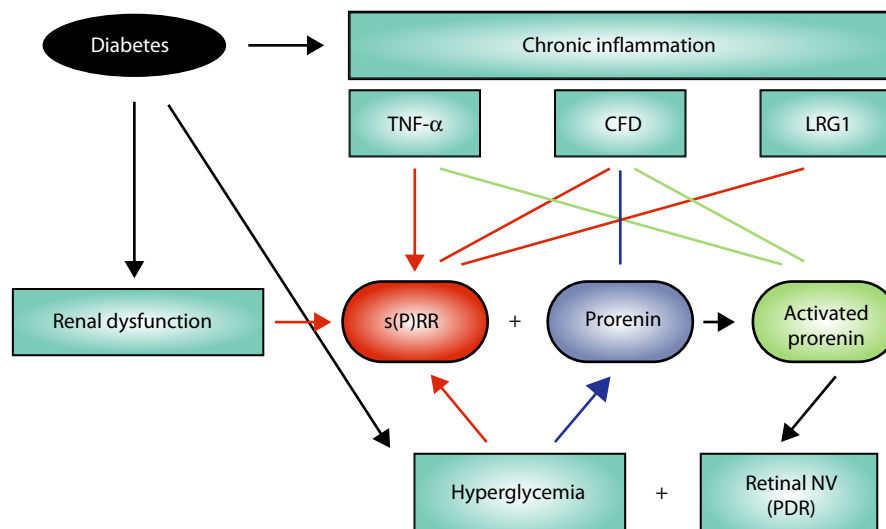 Diabetes
Chronic inflammation
TNF-α
CFD
LRG1
Renal dysfunction
s(P)RR
+
Prorenin
Activated
prorenin
Hyperglycemia
+
Retinal NV
(PDR)